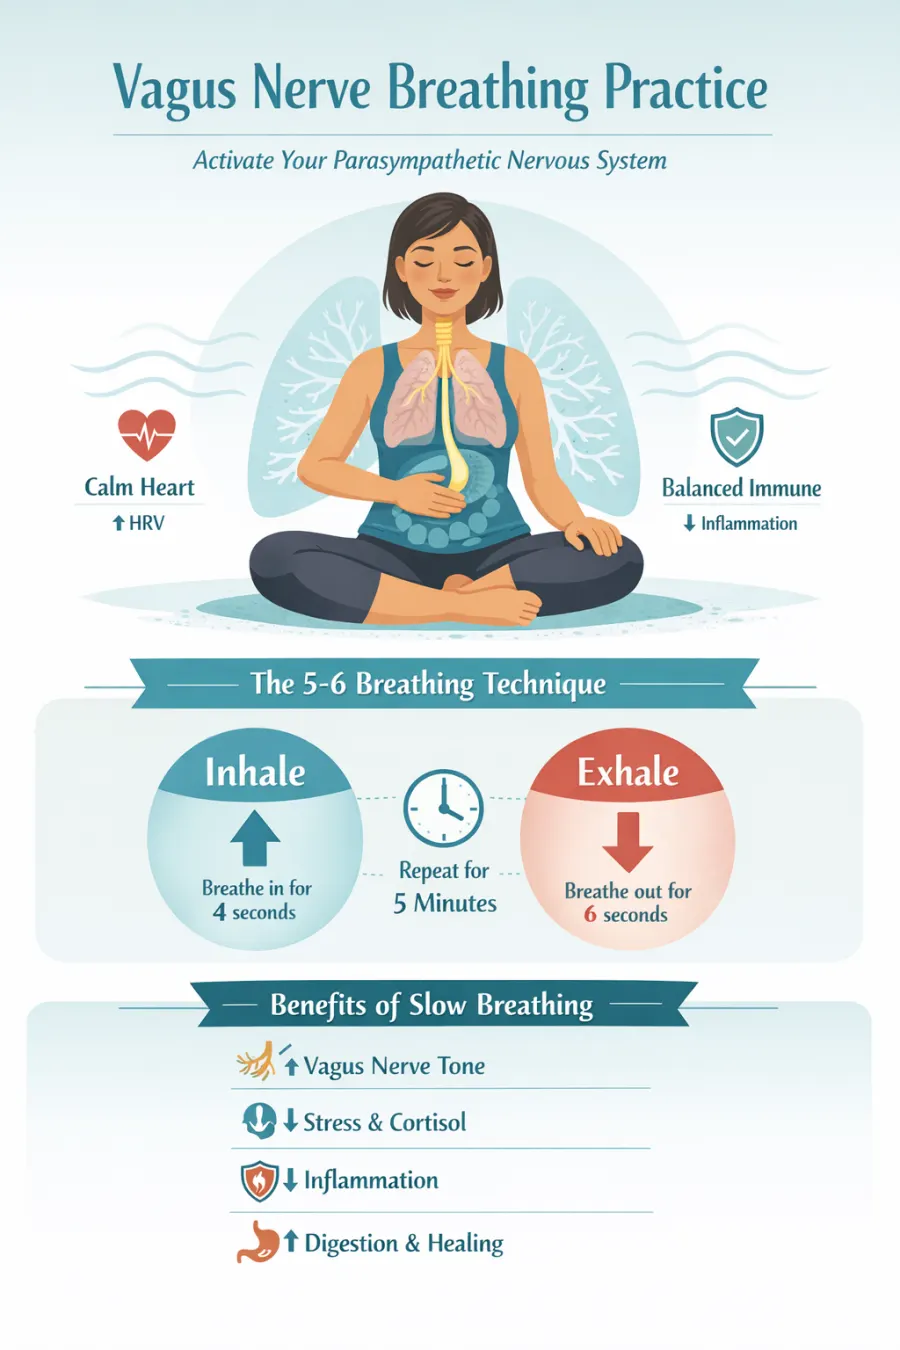 Vagus Nerve Breathing Practice
Activate Your Parasympathetic Nervous System
Calm Heart
↑ HRV
Balanced Immune
↓ Inflammation
The 5-6 Breathing Technique
Inhale
Breathe in for
4 seconds
Repeat for
5 Minutes
Exhale
Breathe out for
6 seconds
Benefits of Slow Breathing
↑ Vagus Nerve Tone
↓ Stress & Cortisol
↓ Inflammation
↑ Digestion & Healing